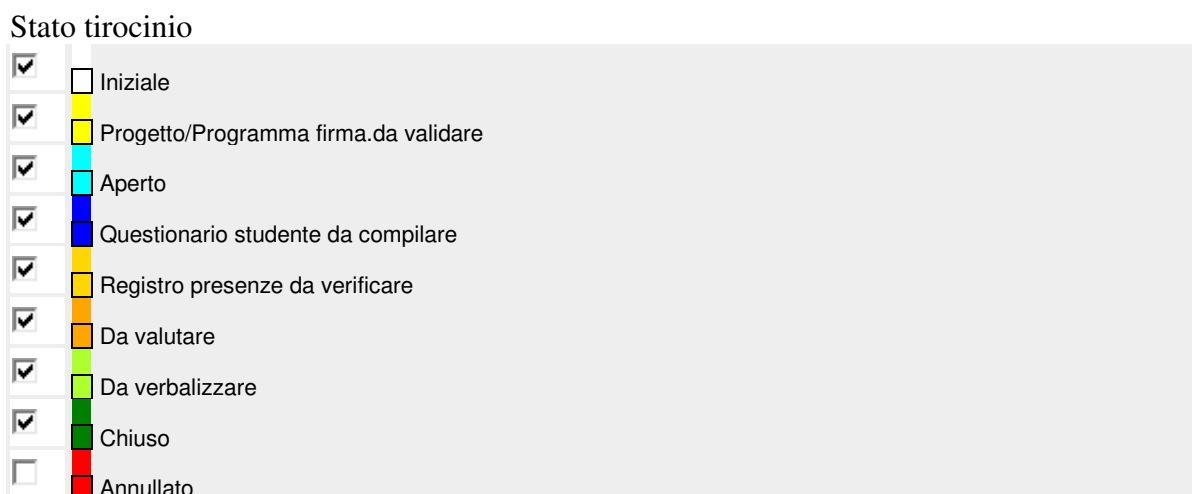 Stato tirocinio
Iniziale
Progetto/Programma firma.da validare
Aperto
Questionario studente da compilare
Registro presenze da verificare
Da valutare
Da verbalizzare
Chiuso
Annullato